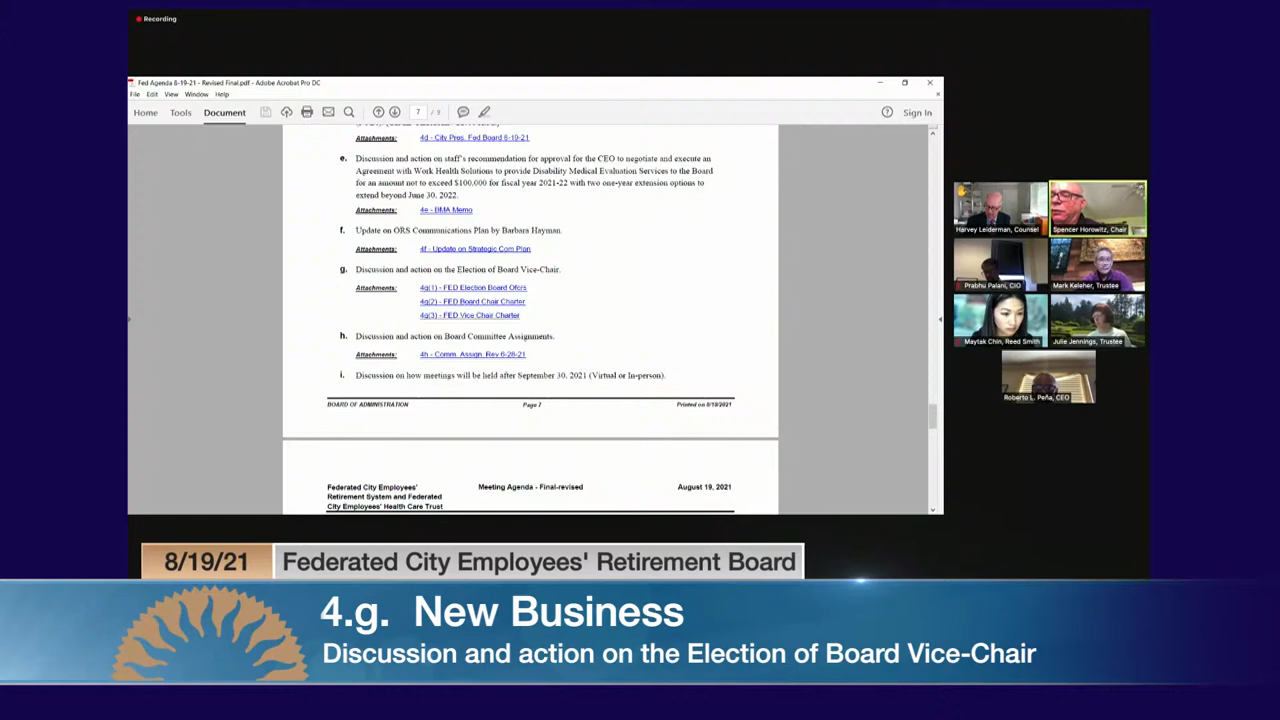 Recording
Fed Agenda 8-19-21 - Revised Final.pdf - Adobe Acrobat Pro DC
File Edit View Window Help
Home Tools Document 7 / 9 Sign In
Attachments: 4d - City Pres. Fed Board 8-19-21
e. Discussion and action on staff's recommendation for approval for the CEO to negotiate and execute an
Agreement with Work Health Solutions to provide Disability Medical Evaluation Services to the Board
for an amount not to exceed $100,000 for fiscal year 2021-22 with two one-year extension options to
extend beyond June 30, 2022.
Attachments: 4e - BMA Memo
f. Update on ORS Communications Plan by Barbara Hayman.
Attachments: 4f - Update on Strategic Com Plan
g. Discussion and action on the Election of Board Vice-Chair.
Attachments: 4g(1) - FED Election Board Ofcrs
4g(2) - FED Board Chair Charter
4g(3) - FED Vice Chair Charter
h. Discussion and action on Board Committee Assignments.
Attachments: 4h - Comm. Assign. Rev 6-28-21
i. Discussion on how meetings will be held after September 30, 2021 (Virtual or In-person).
BOARD OF ADMINISTRATION Page 7 Printed on 8/18/2021
Federated City Employees' Meeting Agenda - Final-revised August 19, 2021
Retirement System and Federated
City Employees' Health Care Trust
Harvey Leiderman, Counsel
Spencer Horowitz, Chair
Prabhu Palani, CIO
Mark Keleher, Trustee
Maytak Chin, Reed Smith
Julie Jennings, Trustee
Roberto L. Peña, CEO
8/19/21 Federated City Employees' Retirement Board
4.g. New Business
Discussion and action on the Election of Board Vice-Chair